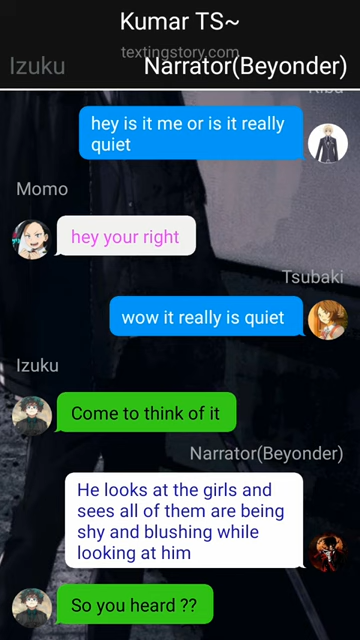 Kumar TS~
textingstory.com
Izuku
Narrator(Beyonder)
Kiba
hey is it me or is it really
quiet
Momo
hey your right
Tsubaki
wow it really is quiet
Izuku
Come to think of it
Narrator(Beyonder)
He looks at the girls and
sees all of them are being
shy and blushing while
looking at him
So you heard ??